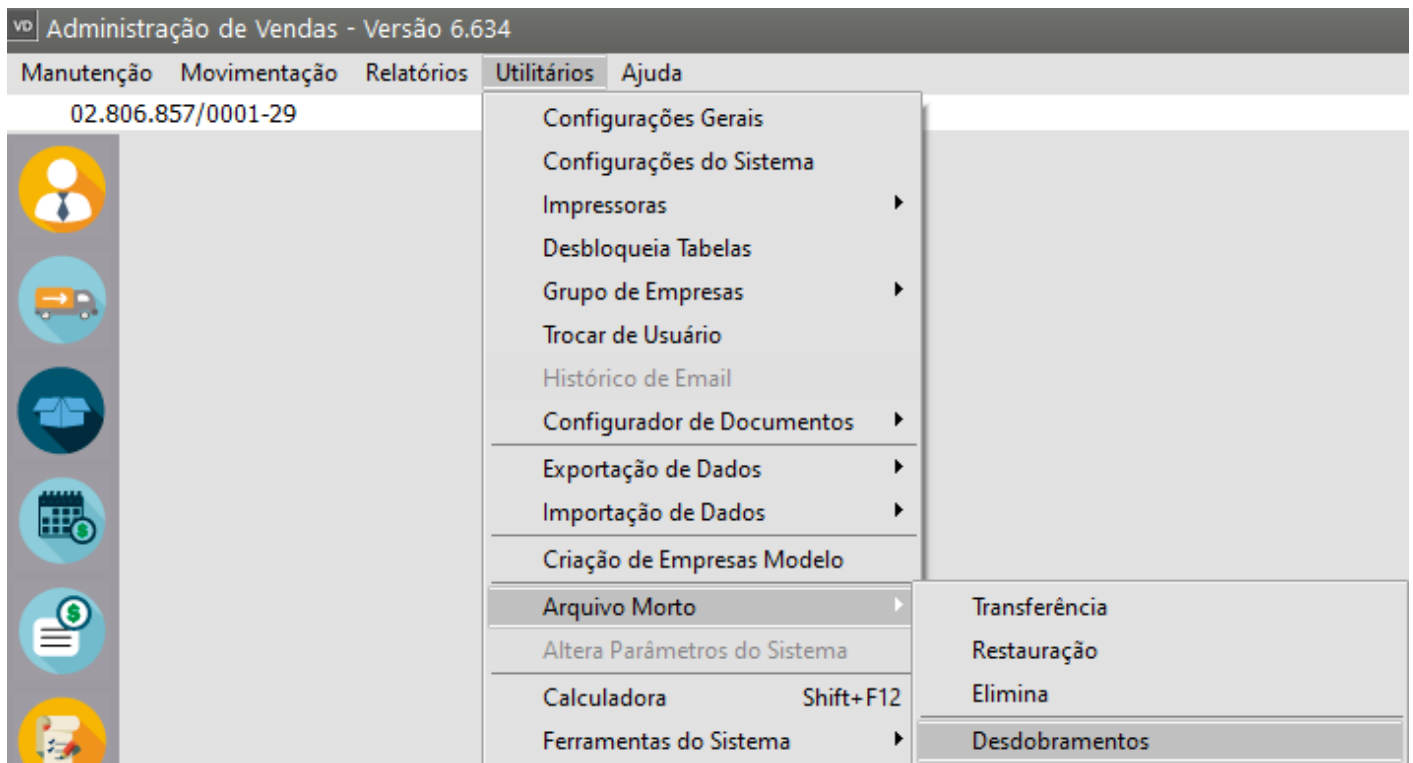 VD Administração de Vendas - Versão 6.634
Manutenção Movimentação Relatórios Utilitários Ajuda
02.806.857/0001-29
Configurações Gerais
Configurações do Sistema
Impressoras
Desbloqueia Tabelas
Grupo de Empresas
Trocar de Usuário
Histórico de Email
Configurador de Documentos
Exportação de Dados
Importação de Dados
Criação de Empresas Modelo
Arquivo Morto
Altera Parâmetros do Sistema
Calculadora Shift+F12
Ferramentas do Sistema
Transferência
Restauração
Elimina
Desdobramentos